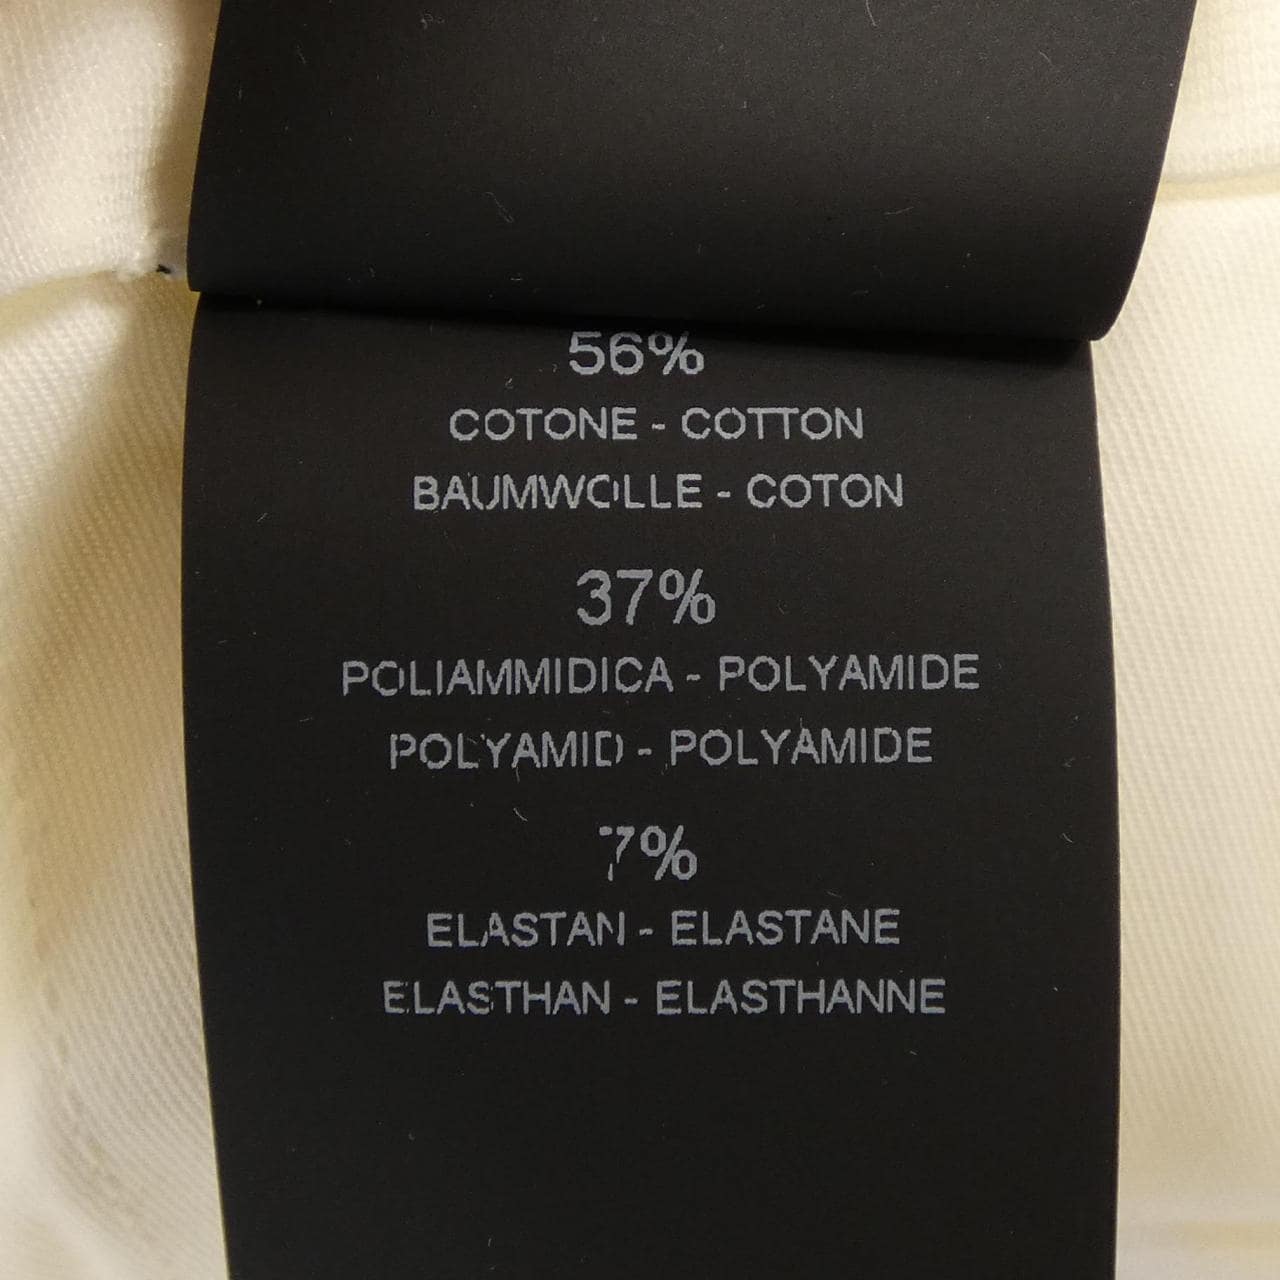 56%
COTONE - COTTON
BAUMWOLLE - COTON
37%
POLIAMMIDICA - POLYAMIDE
POLYAMID - POLYAMIDE
7%
ELASTAN - ELASTANE
ELASTHAN - ELASTHANNE